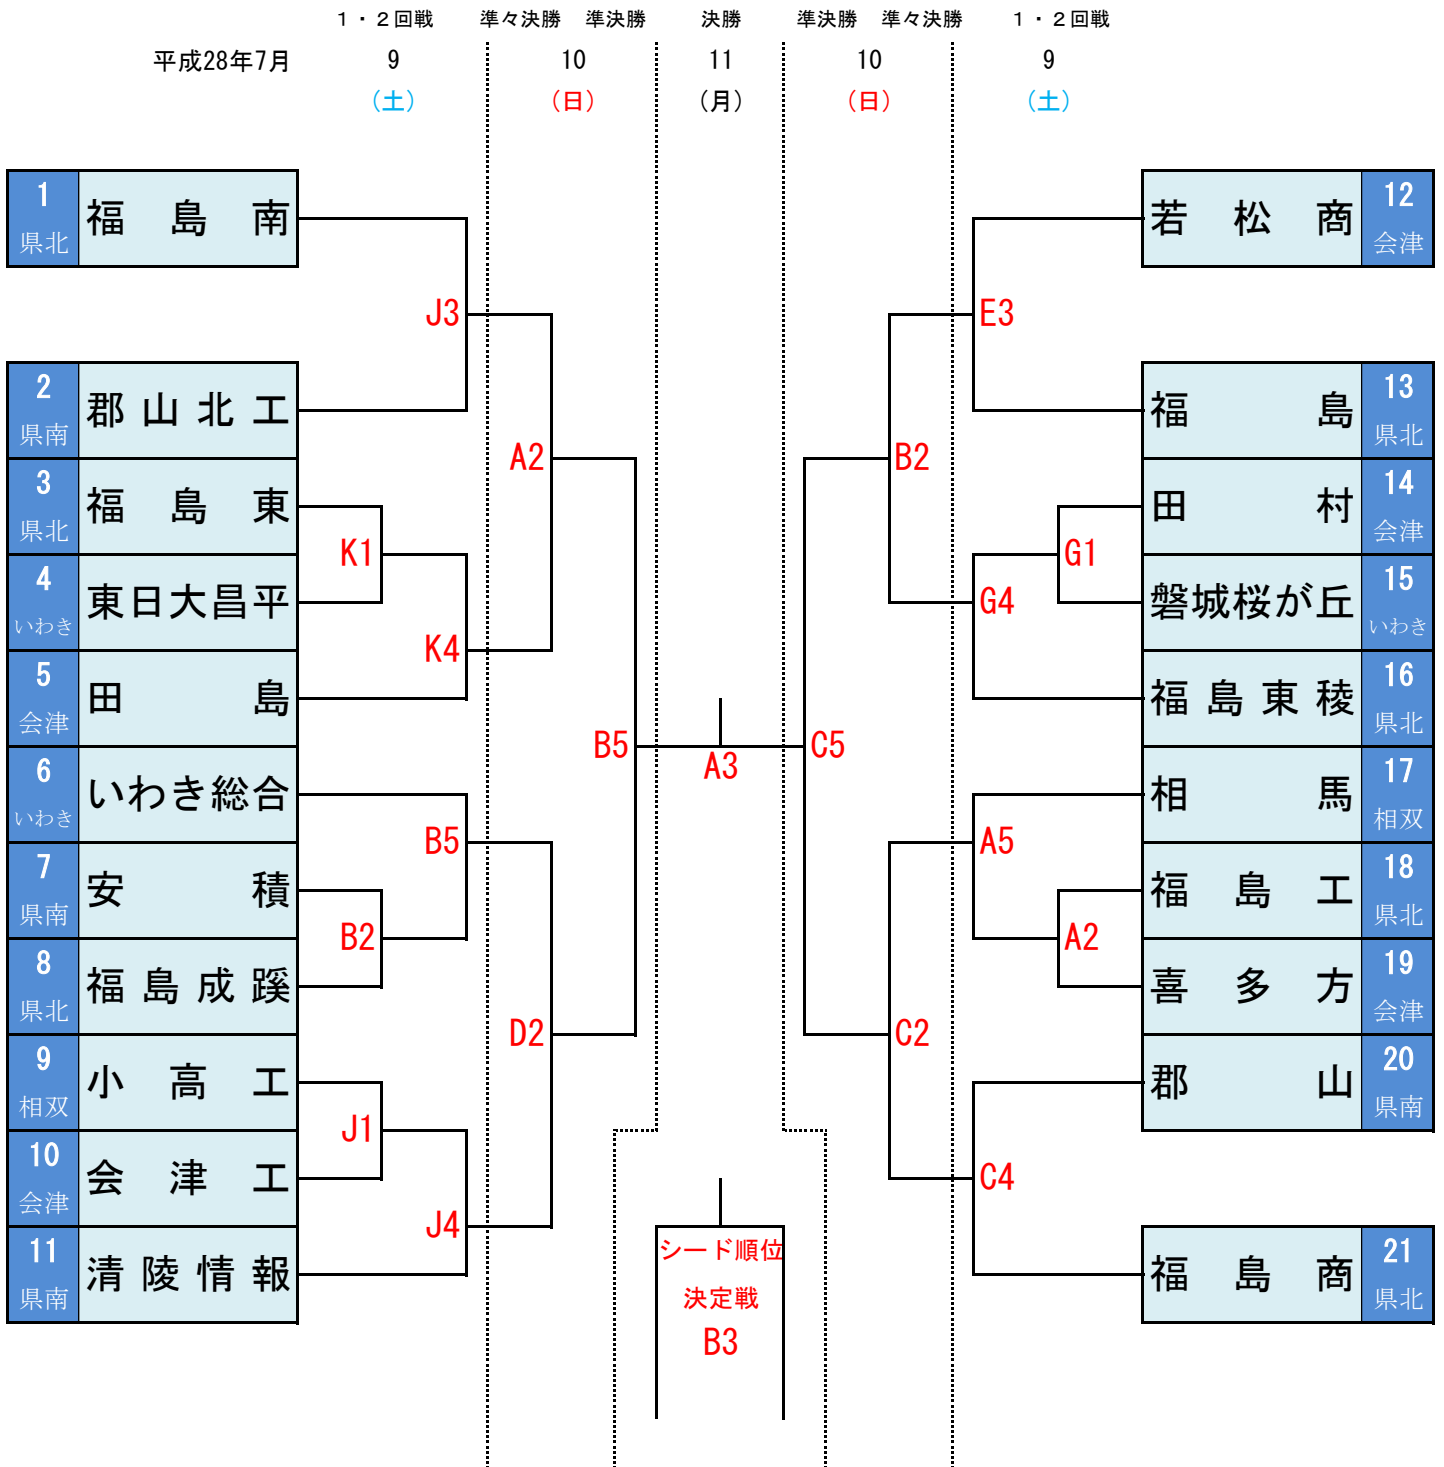 １・２回戦 準々決勝 準決勝 決勝 準決勝 準々決勝 １・２回戦
平成28年7月 9 10 11 10 9
（土） （日） （月） （日） （土）
1 県北 福島南
J3
2 県南 郡山北工
A2
3 県北 福島東
K1
4 いわき 東日大昌平
K4
5 会津 田島
B5
6 いわき いわき総合
B5
7 県南 安積
B2
8 県北 福島成蹊
D2
9 相双 小高工
J1
10 会津 会津工
J4
11 県南 清陵情報
A3
シード順位
決定戦
B3
若松商 12 会津
E3
福島 13 県北
B2
田村 14 会津
G1
磐城桜が丘 15 いわき
G4
福島東稜 16 県北
C5
相馬 17 相双
A5
福島工 18 県北
A2
喜多方 19 会津
C2
郡山 20 県南
C4
福島商 21 県北